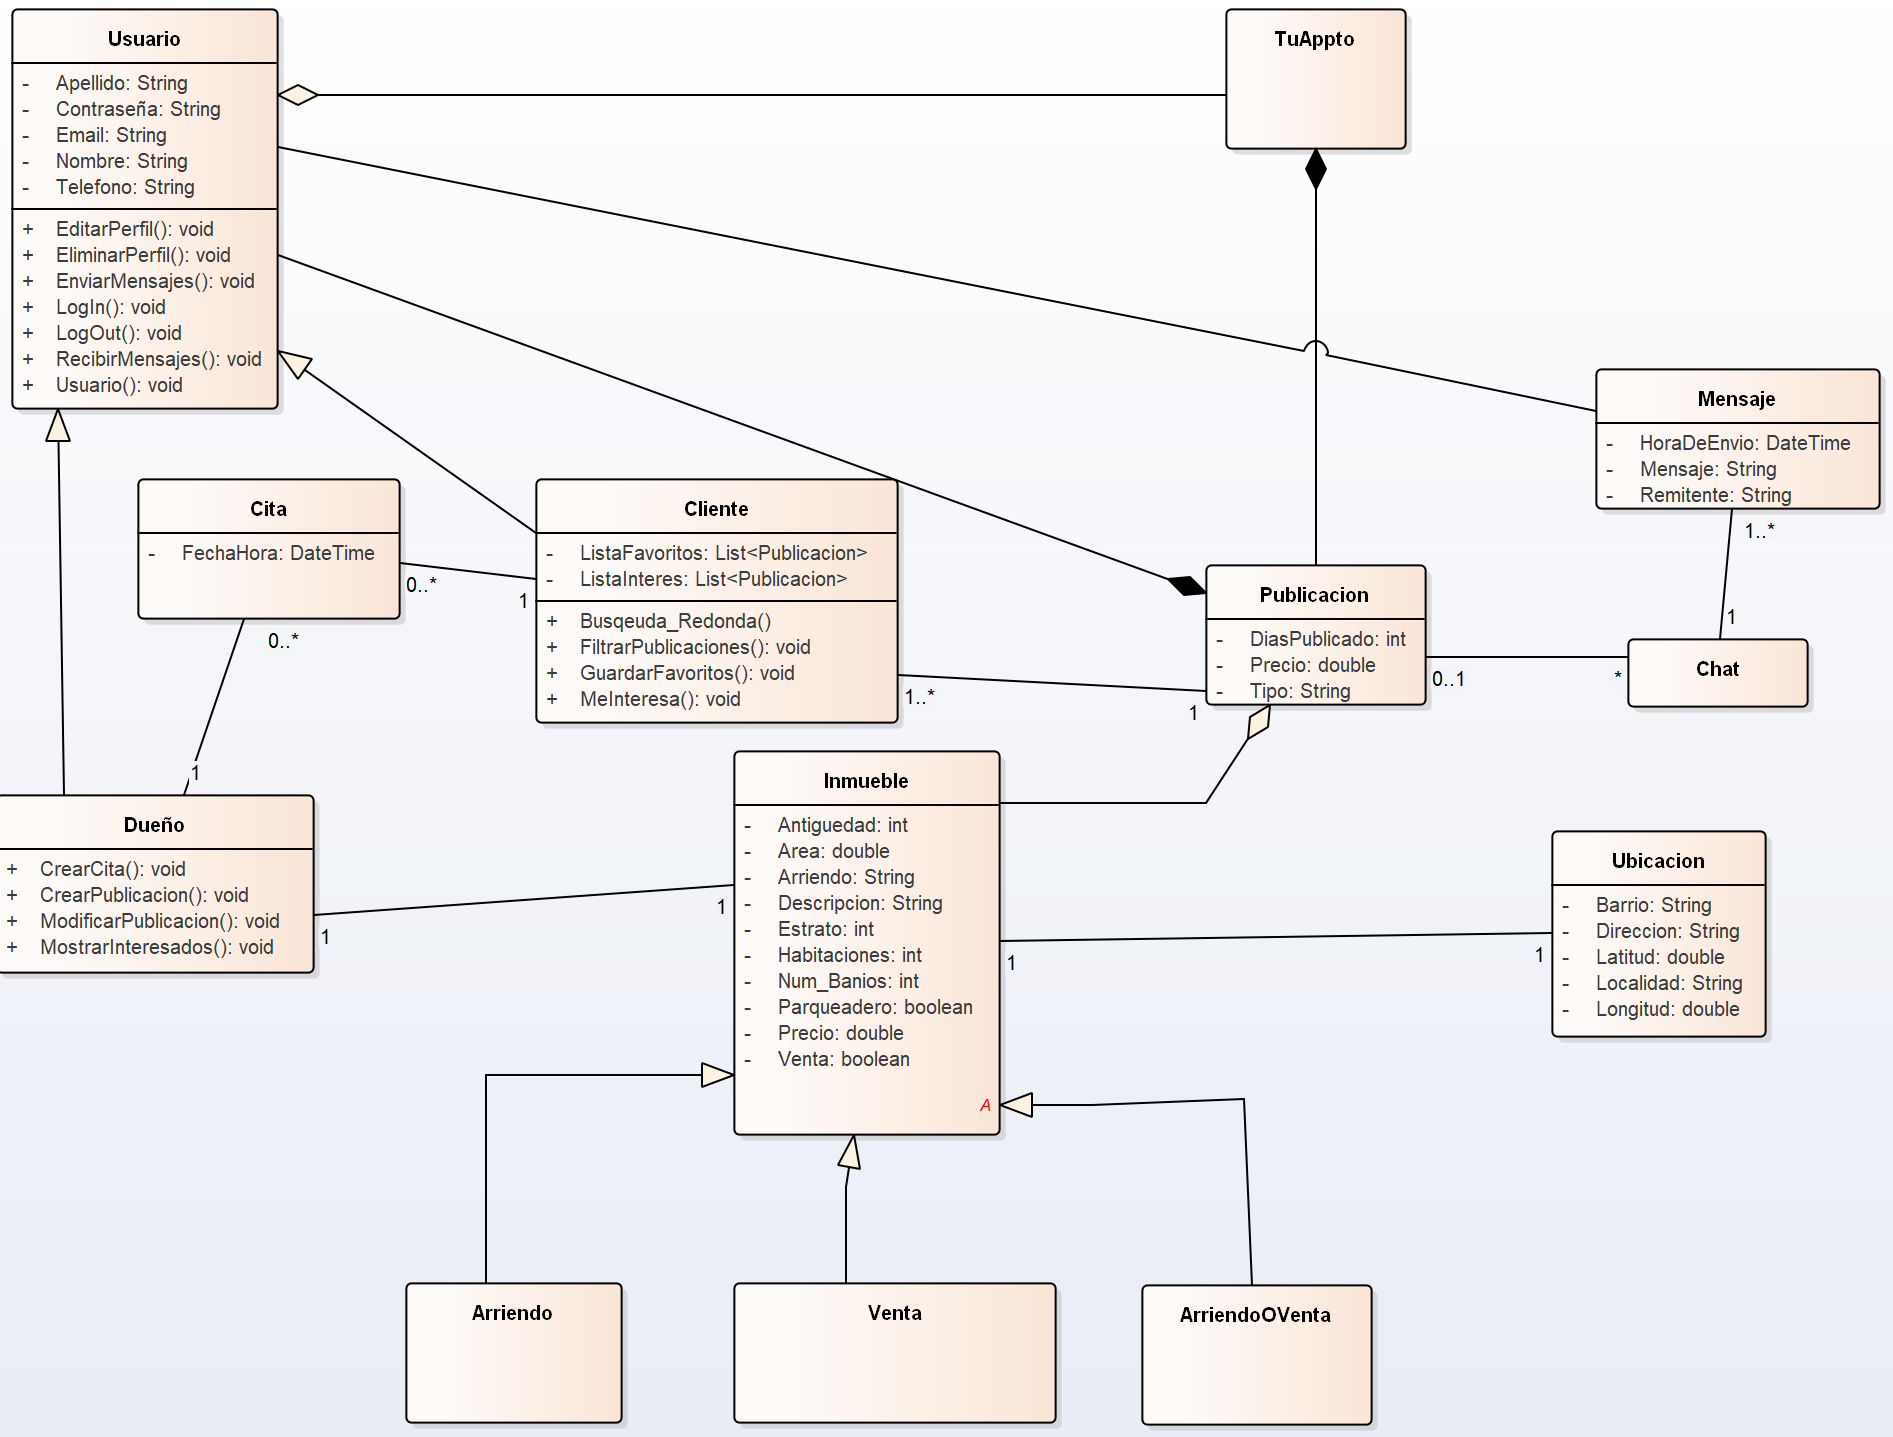 Usuario
- Apellido: String
- Contraseña: String
- Email: String
- Nombre: String
- Telefono: String
+ EditarPerfil(): void
+ EliminarPerfil(): void
+ EnviarMensajes(): void
+ LogIn(): void
+ LogOut(): void
+ RecibirMensajes(): void
+ Usuario(): void
TuAppto
Mensaje
- HoraDeEnvio: DateTime
- Mensaje: String
- Remitente: String
1..*
1
Cita
- FechaHora: DateTime
0..*
1
0..*
1
Cliente
- ListaFavoritos: List<Publicacion>
- ListaInteres: List<Publicacion>
+ Busqeuda_Redonda()
+ FiltrarPublicaciones(): void
+ GuardarFavoritos(): void
+ MeInteresa(): void
1..*
1
Publicacion
- DiasPublicado: int
- Precio: double
- Tipo: String
0..1
*
Chat
Dueño
+ CrearCita(): void
+ CrearPublicacion(): void
+ ModificarPublicacion(): void
+ MostrarInteresados(): void
1
1
Inmueble
- Antiguedad: int
- Area: double
- Arriendo: String
- Descripcion: String
- Estrato: int
- Habitaciones: int
- Num_Banios: int
- Parqueadero: boolean
- Precio: double
- Venta: boolean
A
1
1
Ubicacion
- Barrio: String
- Direccion: String
- Latitud: double
- Localidad: String
- Longitud: double
Arriendo
Venta
ArriendoOVenta